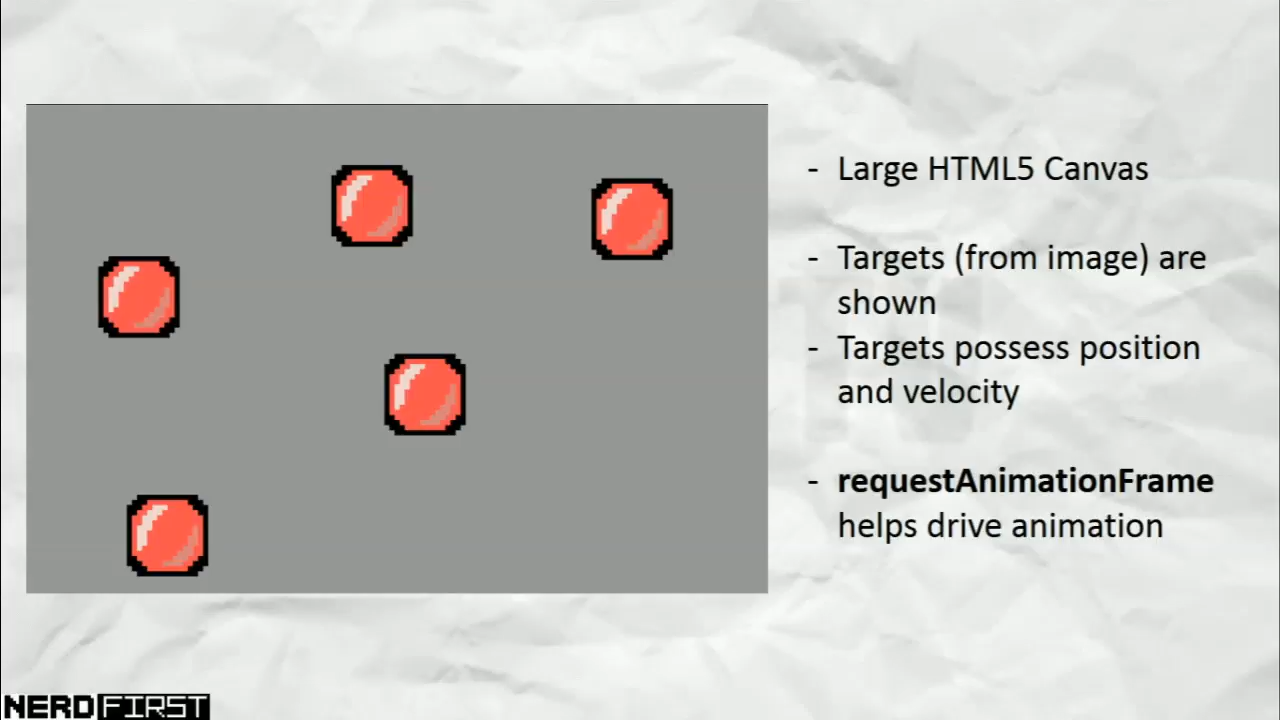 - Large HTML5 Canvas
- Targets (from image) are
shown
- Targets possess position
and velocity
- requestAnimationFrame
helps drive animation
NERDFIRST